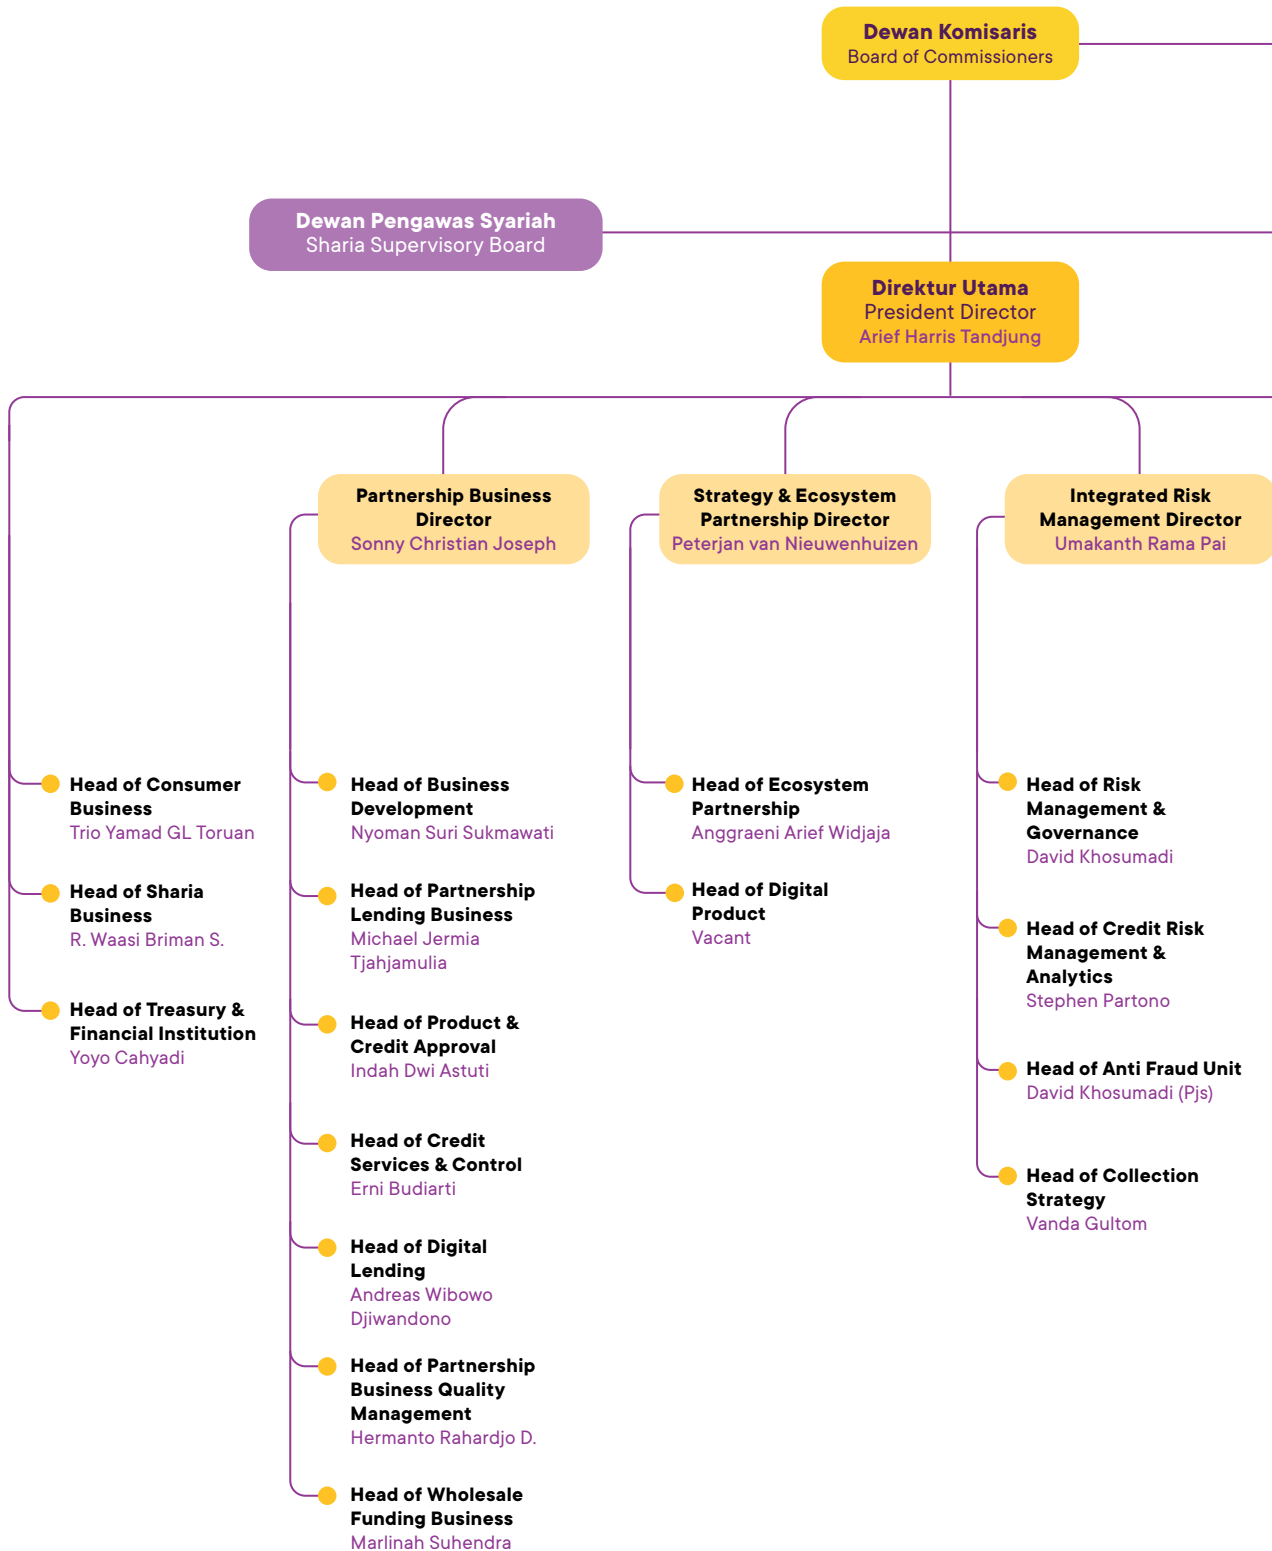 Dewan Komisaris
Board of Commissioners
Dewan Pengawas Syariah
Sharia Supervisory Board
Direktur Utama
President Director
Arief Harris Tandjung
Partnership Business
Director
Sonny Christian Joseph
Strategy & Ecosystem
Partnership Director
Peterjan van Nieuwenhuizen
Integrated Risk
Management Director
Umakanth Rama Pai
Head of Consumer
Business
Trio Yamad GL Toruan
Head of Sharia
Business
R. Waasi Briman S.
Head of Treasury &
Financial Institution
Yoyo Cahyadi
Head of Business
Development
Nyoman Suri Sukmawati
Head of Partnership
Lending Business
Michael Jermia
Tjahjamulia
Head of Product &
Credit Approval
Indah Dwi Astuti
Head of Credit
Services & Control
Erni Budiarti
Head of Digital
Lending
Andreas Wibowo
Djiwandono
Head of Partnership
Business Quality
Management
Hermanto Rahardjo D.
Head of Wholesale
Funding Business
Marlinah Suhendra
Head of Ecosystem
Partnership
Anggraeni Arief Widjaja
Head of Digital
Product
Vacant
Head of Risk
Management &
Governance
David Khosumadi
Head of Credit Risk
Management &
Analytics
Stephen Partono
Head of Anti Fraud Unit
David Khosumadi (Pjs)
Head of Collection
Strategy
Vanda Gultom